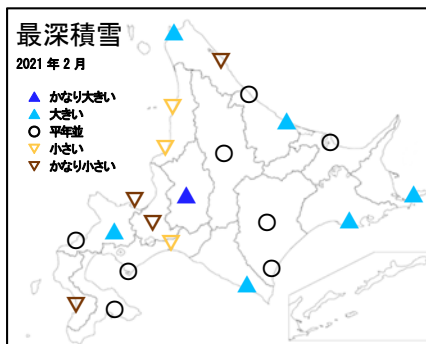 最深積雪
2021 年 2 月
かなり大きい
大きい
平年並
小さい
かなり小さい